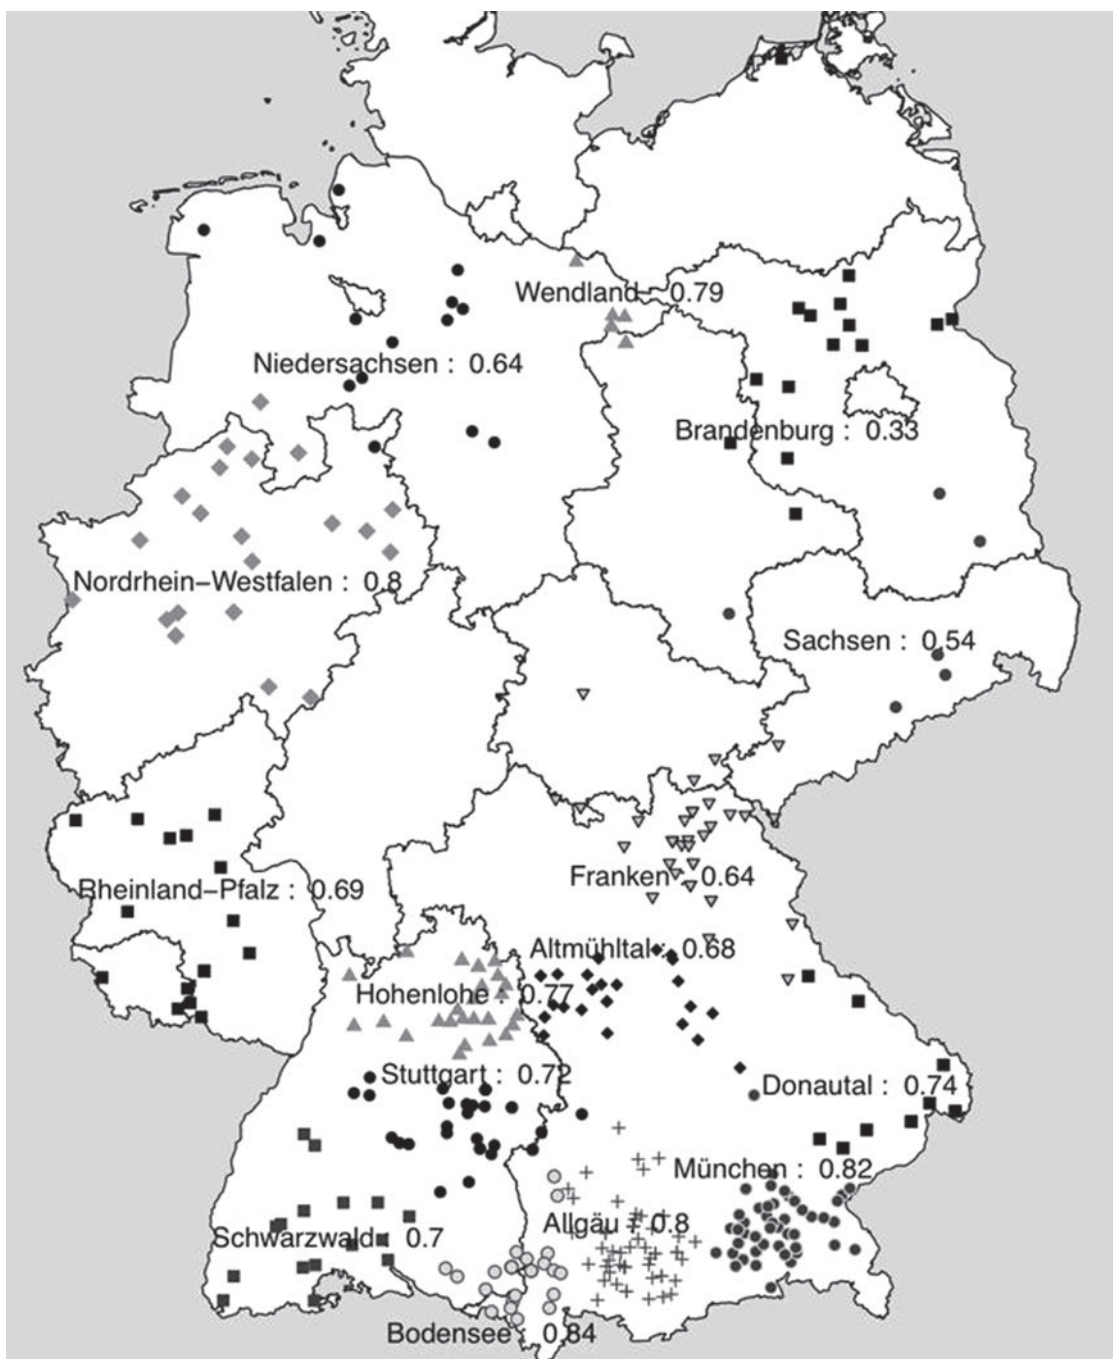 Wendland : 0.79
Niedersachsen : 0.64
Brandenburg : 0.33
Nordrhein–Westfalen : 0.8
Sachsen : 0.54
Franken : 0.64
Rheinland–Pfalz : 0.69
Altmühltal : 0.68
Hohenlohe : 0.77
Stuttgart : 0.72
Donautal : 0.74
München : 0.82
Allgäu : 0.8
Schwarzwald : 0.7
Bodensee : 0.84